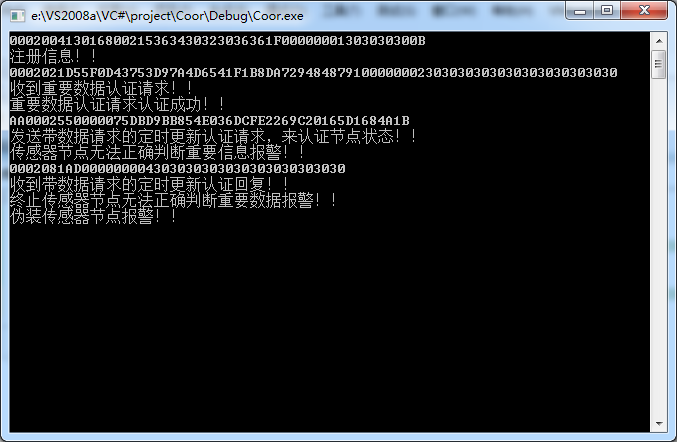 e:\VS2008a\VC#\project\Coor\Debug\Coor.exe
00020041301680021536343032303636​1F00000001303030300B
注册信息！！
0002021D55F0D43753D97A4D6541F1B8DA7294848791000000023030303030303030303030303030
收到重要数据认证请求！！
重要数据认证请求认证成功！！
AA0002550000075DBD9BB854E036DCFE2269C20165D1684A1B
发送带数据请求的定时更新认证请求，来认证节点状态！！
传感器节点无法正确判断重要信息报警！！
0002081AD00000004303030303030303030303030303030
收到带数据请求的定时更新认证回复！！
终止传感器节点无法正确判断重要数据报警！！
伪装传感器节点报警！！